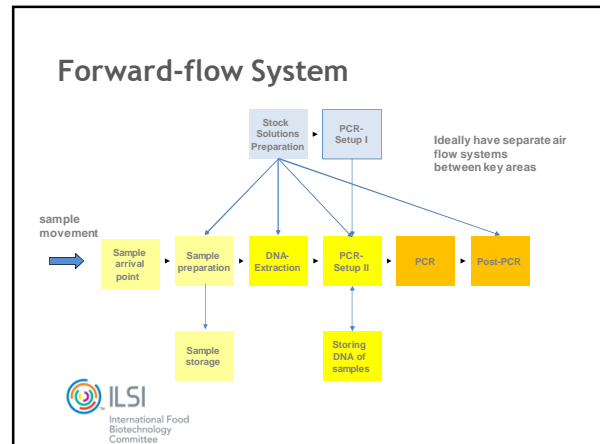 Forward-flow System
Stock
Solutions
Preparation
PCR-
Setup I
Ideally have separate air
flow systems
between key areas
sample
movement
Sample
arrival
point
Sample
preparation
DNA-
Extraction
PCR-
Setup II
PCR
Post-PCR
Sample
storage
Storing
DNA of
samples
ILSI
TM
International Food
Biotechnology
Committee